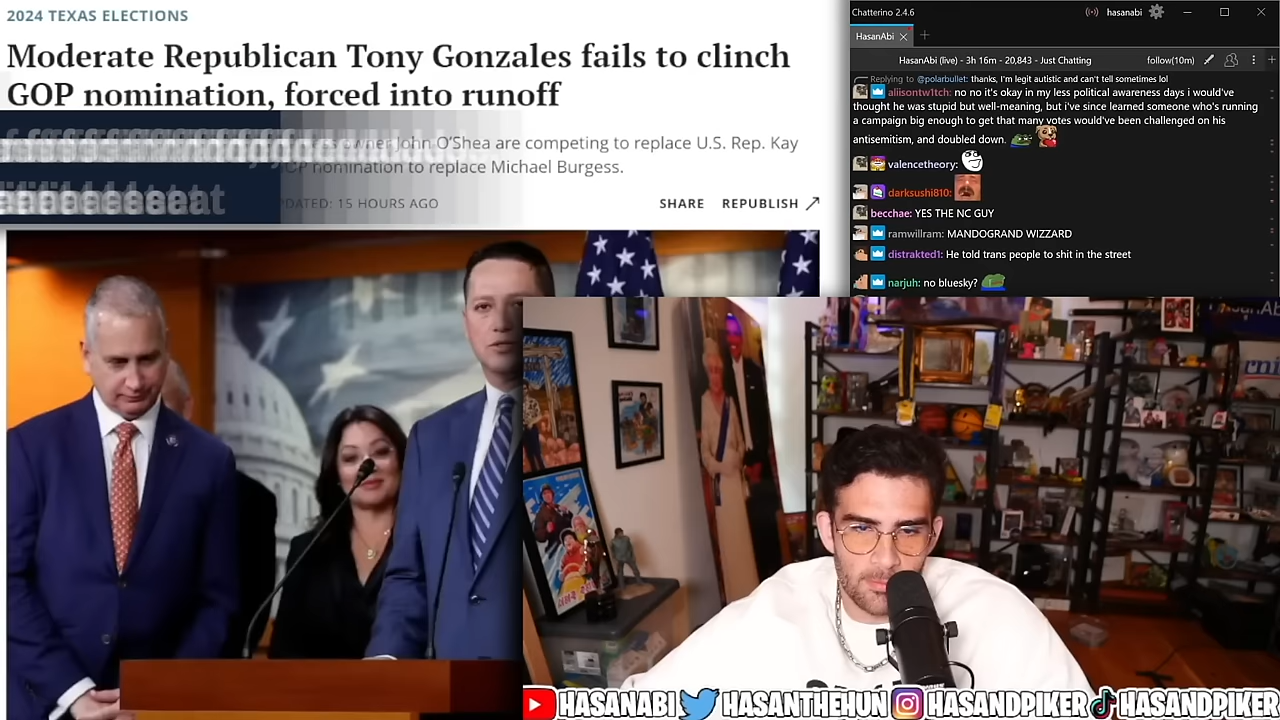 2024 TEXAS ELECTIONS
Moderate Republican Tony Gonzales fails to clinch
GOP nomination, forced into runoff
John O'Shea are competing to replace U.S. Rep. Kay
nomination to replace Michael Burgess.
15 HOURS AGO
SHARE REPUBLISH
Chatterino 2.4.6
hasanabi
HasanAbi
HasanAbi (live) - 3h 16m - 20,843 - Just Chatting
follow(10m)
Replying to @polarbullet: thanks, I'm legit autistic and can't tell sometimes lol
aliisontw1tch: no no it's okay in my less political awareness days i would've
thought he was stupid but well-meaning, but i've since learned someone who's running
a campaign big enough to get that many votes would've been challenged on his
antisemitism, and doubled down.
valencetheory:
darksushi810:
becchae: YES THE NC GUY
ramwillram: MANDOGRAND WIZZARD
distrakted1: He told trans people to shit in the street
narjuh: no bluesky?
HASANABI HASANTHEHUN HASANDPIKER HASANDPIKER